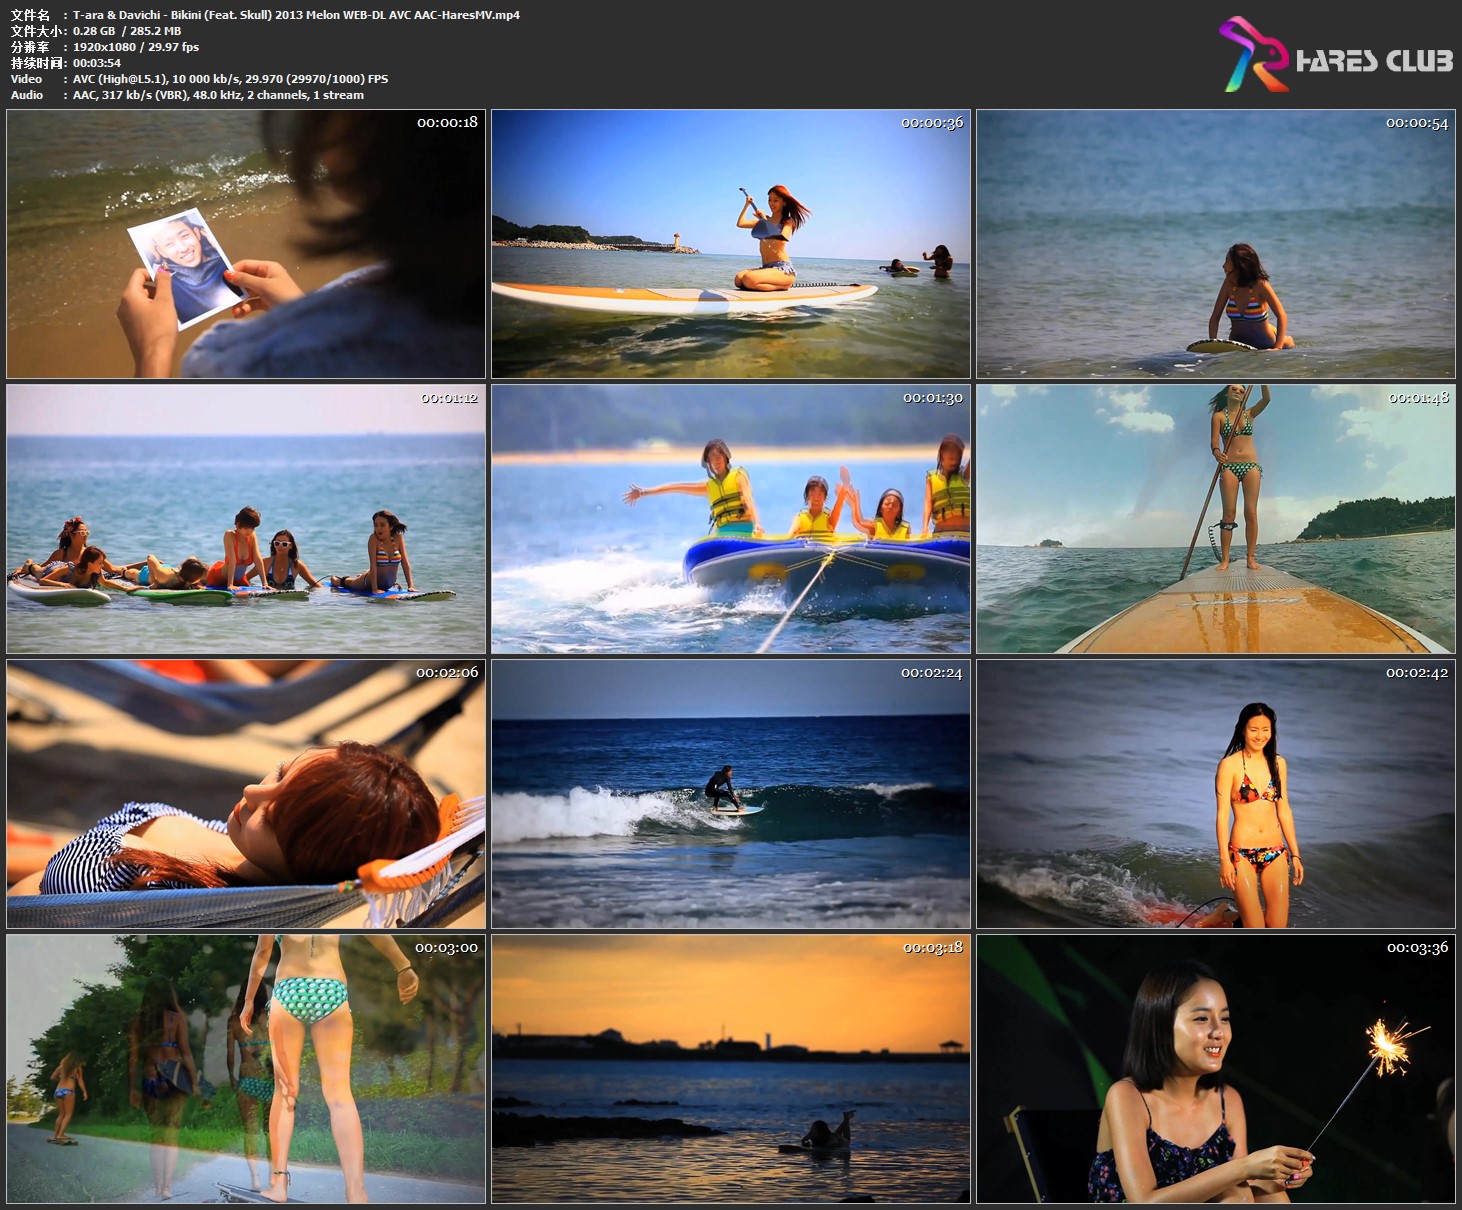 文件名 : T-ara & Davichi - Bikini (Feat. Skull) 2013 Melon WEB-DL AVC AAC-HaresMV.mp4
文件大小: 0.28 GB / 285.2 MB
分辨率 : 1920x1080 / 29.97 fps
持续时间: 00:03:54
Video : AVC (High@L5.1), 10 000 kb/s, 29.970 (29970/1000) FPS
Audio : AAC, 317 kb/s (VBR), 48.0 kHz, 2 channels, 1 stream
HARES CLUB
00:00:18
00:00:36
00:00:54
00:01:12
00:01:30
00:01:48
00:02:06
00:02:24
00:02:42
00:03:00
00:03:18
00:03:36